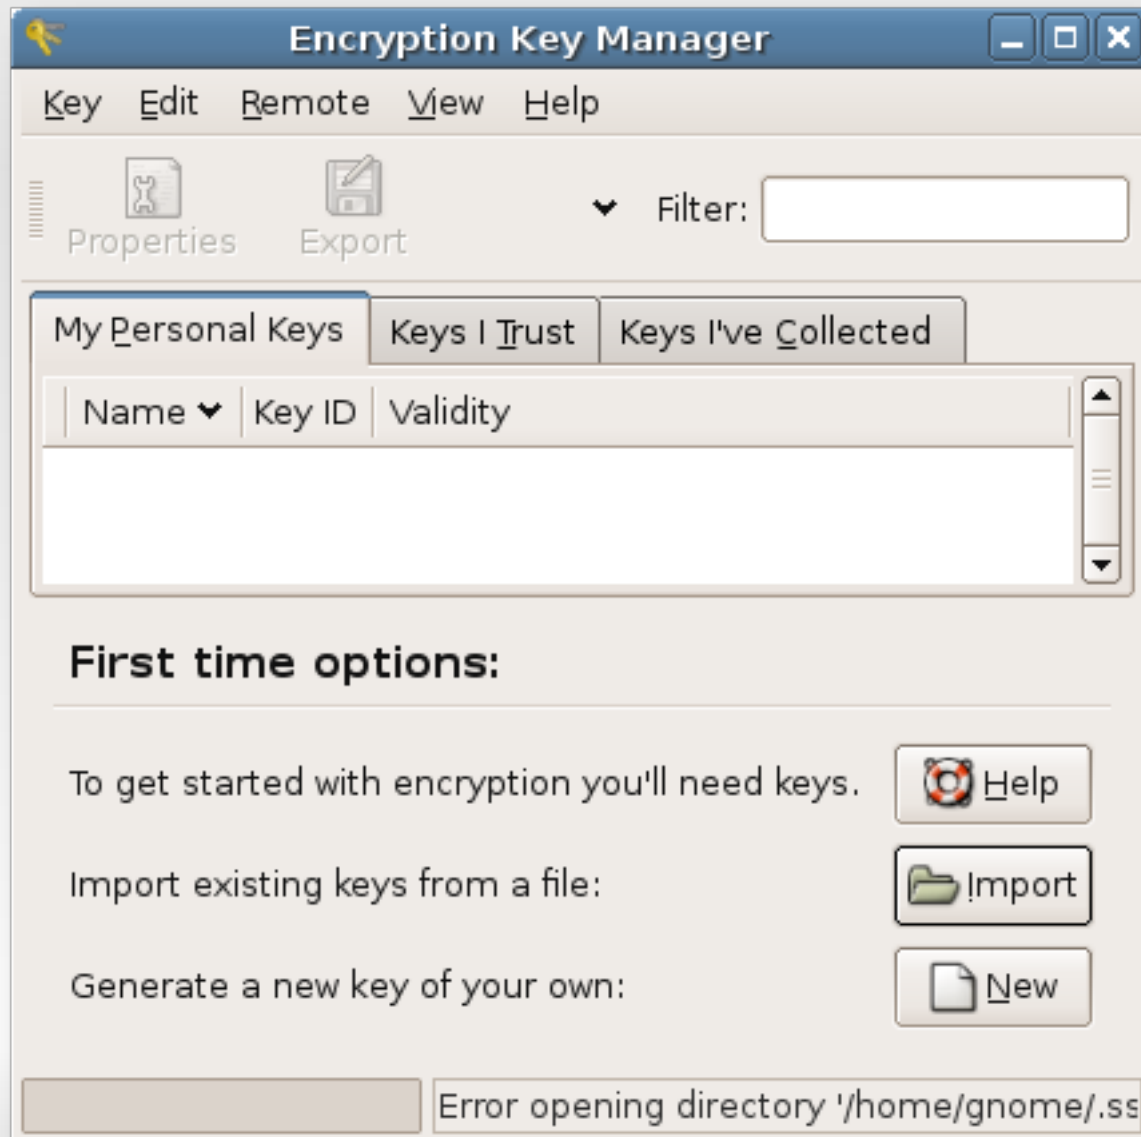 Encryption Key Manager
Key Edit Remote View Help
Properties Export Filter:
My Personal Keys Keys I Trust Keys I've Collected
Name Key ID Validity
First time options:
To get started with encryption you'll need keys. Help
Import existing keys from a file: Import
Generate a new key of your own: New
Error opening directory '/home/gnome/.ss